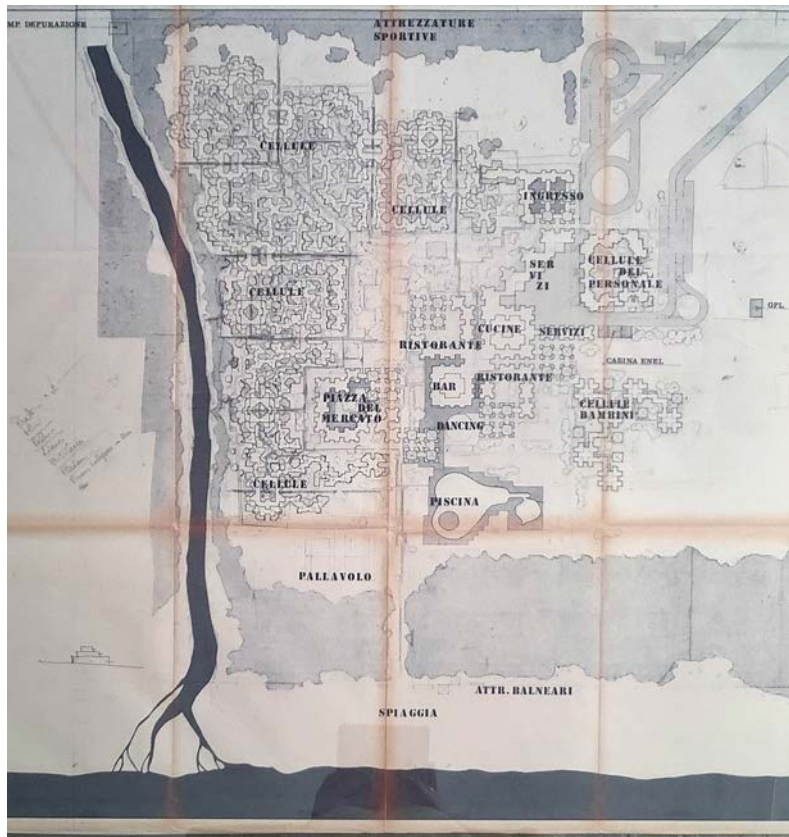 ATTREZZATURE
SPORTIVE
MP. DEPURAZIONE
CELLULE
CELLULE
INGRESSO
SER
VI
ZI
CELLULE
DEL
PERSONALE
CELLULE
GPL
CUCINE
SERVIZI
RISTORANTE
CABINA ENEL
RISTORANTE
BAR
PIAZZA
DEL
MERCATO
CELLULE
BAMBINI
DANCING
CELLULE
PISCINA
PALLAVOLO
ATTR. BALNEARI
SPIAGGIA